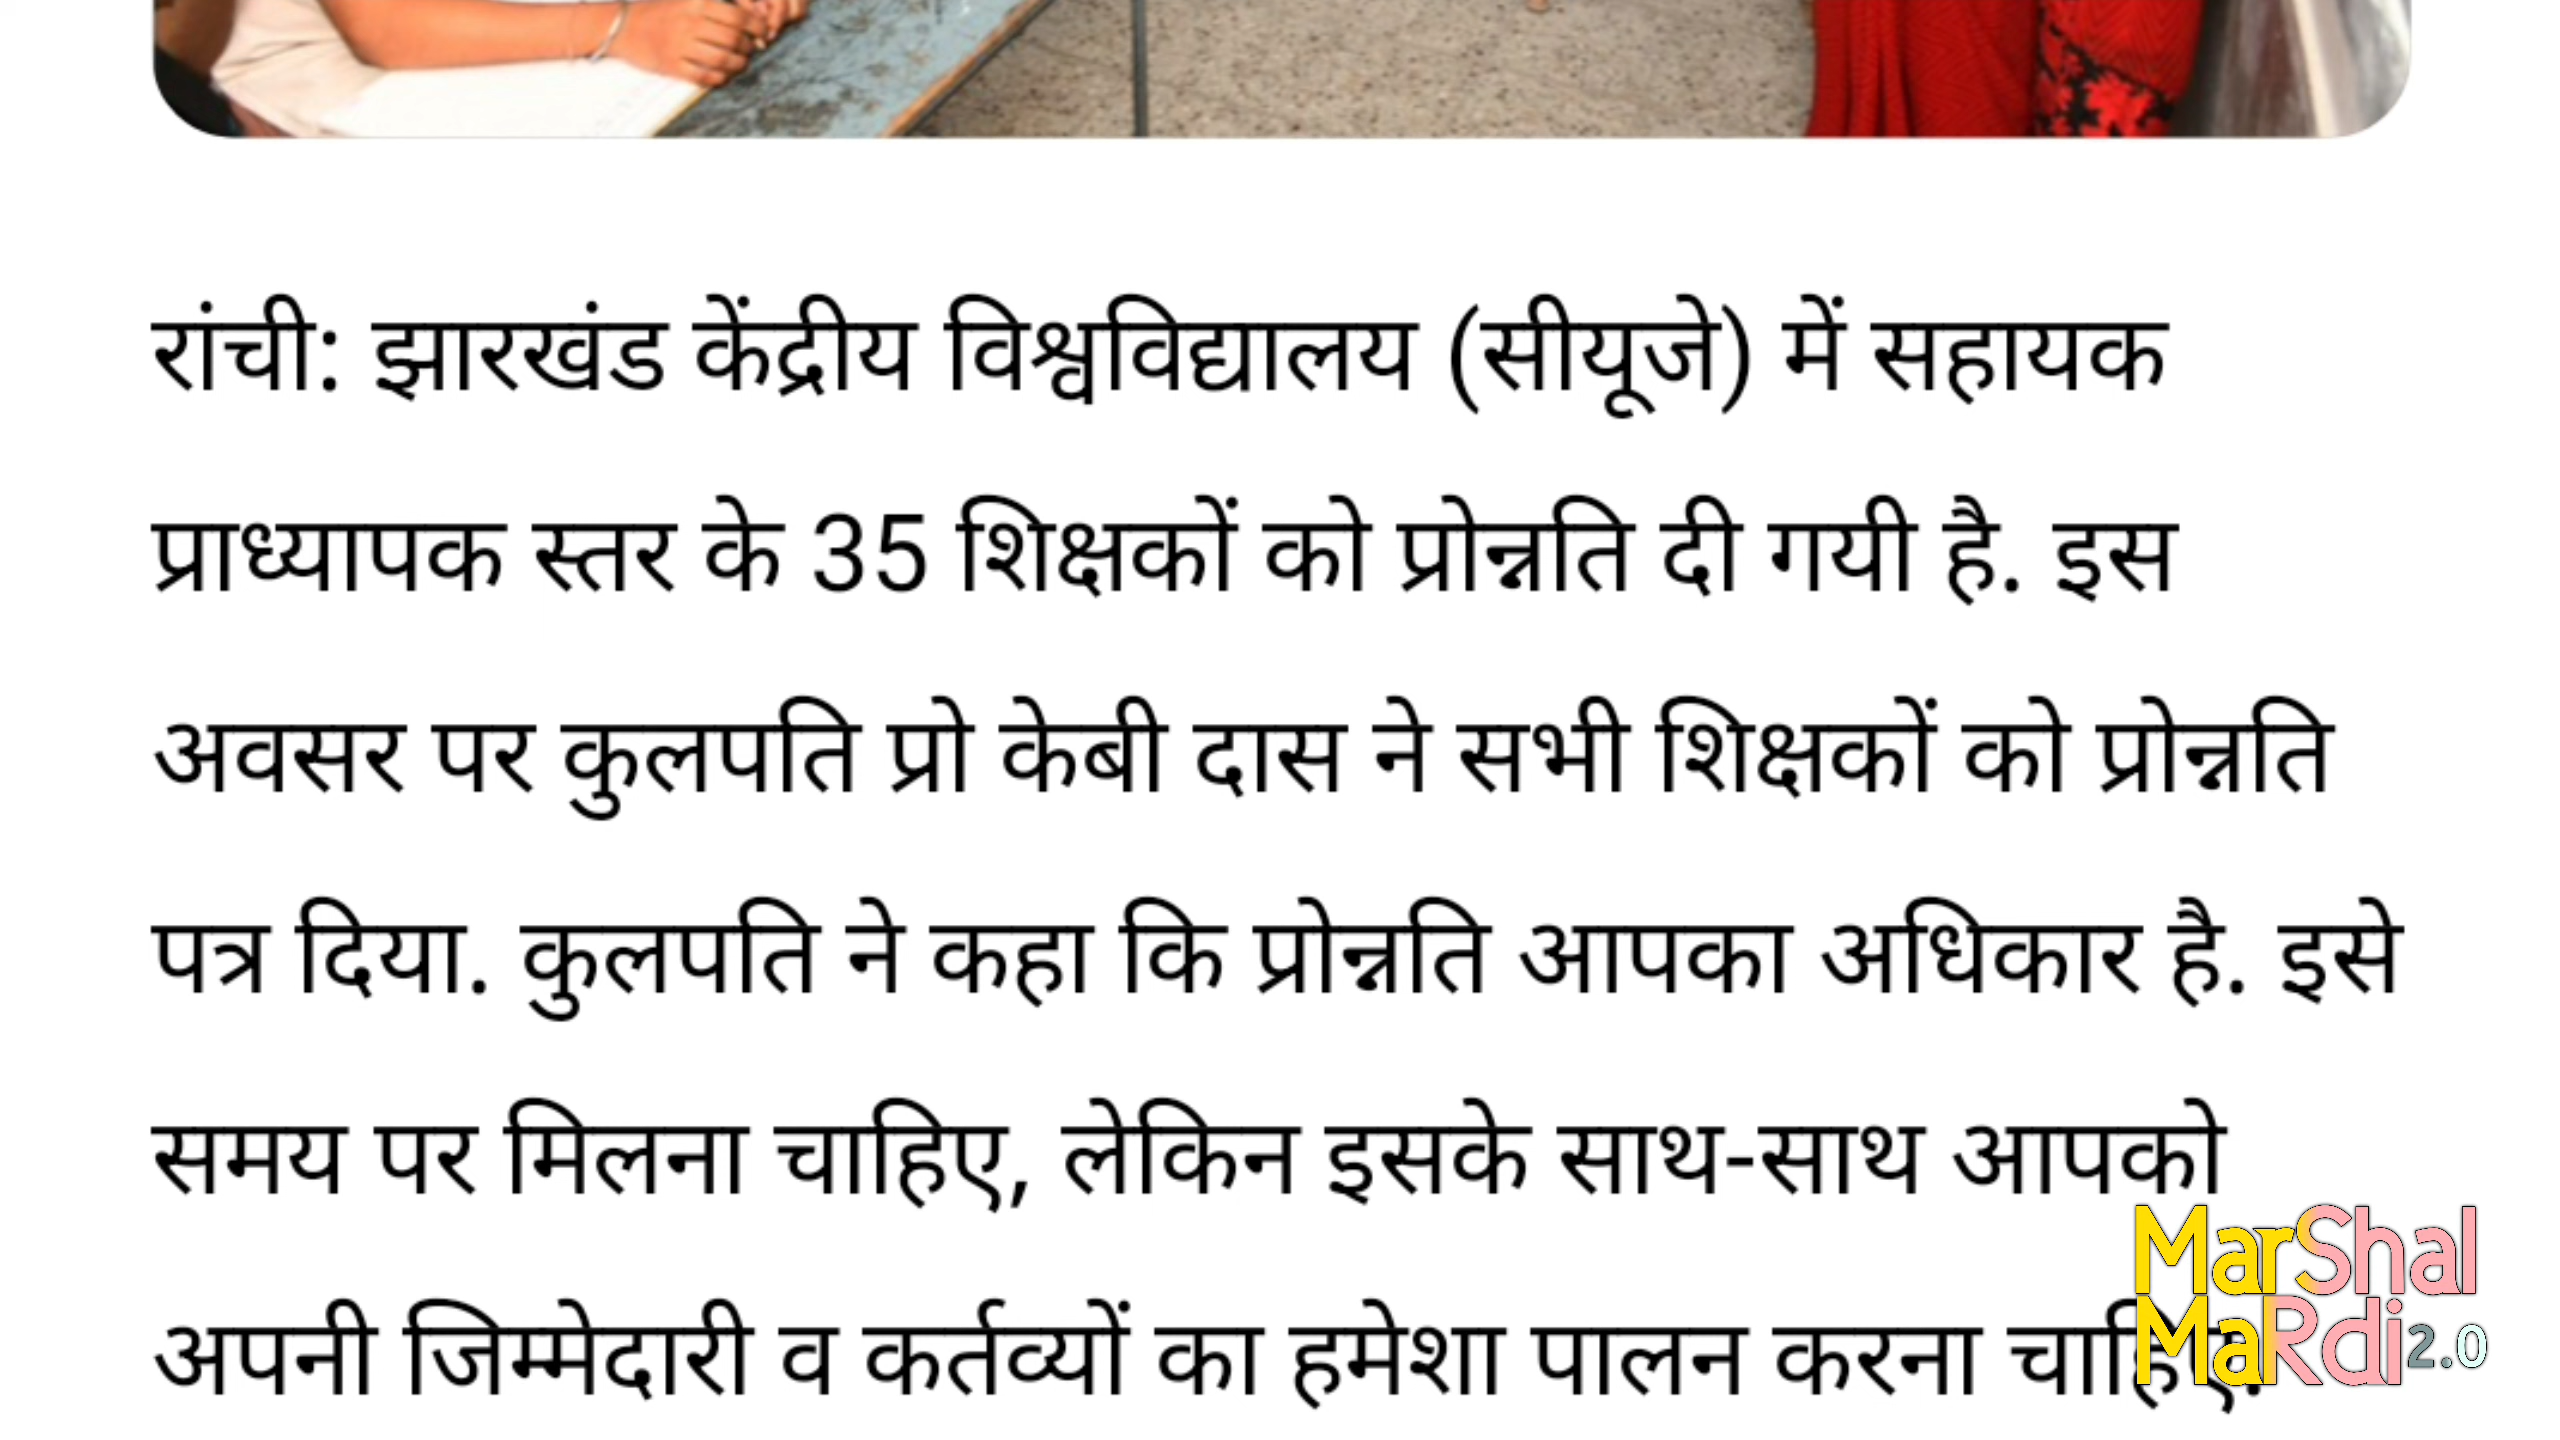 रांची: झारखंड केंद्रीय विश्वविद्यालय (सीयूजे) में सहायक
प्राध्यापक स्तर के 35 शिक्षकों को प्रोन्नति दी गयी है. इस
अवसर पर कुलपति प्रो केबी दास ने सभी शिक्षकों को प्रोन्नति
पत्र दिया. कुलपति ने कहा कि प्रोन्नति आपका अधिकार है. इसे
समय पर मिलना चाहिए, लेकिन इसके साथ-साथ आपको
अपनी जिम्मेदारी व कर्तव्यों का हमेशा पालन करना चाहिए.
MarShal
MaRdi2.0